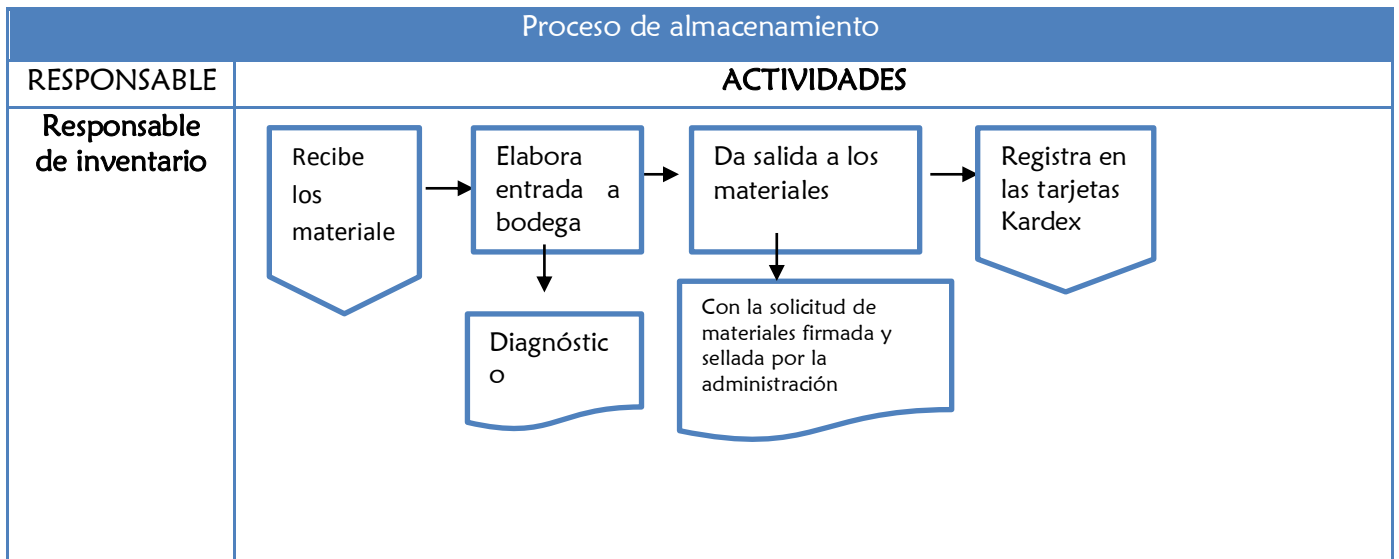 Proceso de almacenamiento
RESPONSABLE
ACTIVIDADES
Responsable
de inventario
Recibe
los
materiale
Elabora
entrada a
bodega
Da salida a los
materiales
Registra en
las tarjetas
Kardex
Diagnóstic
o
Con la solicitud de
materiales firmada y
sellada por la
administración